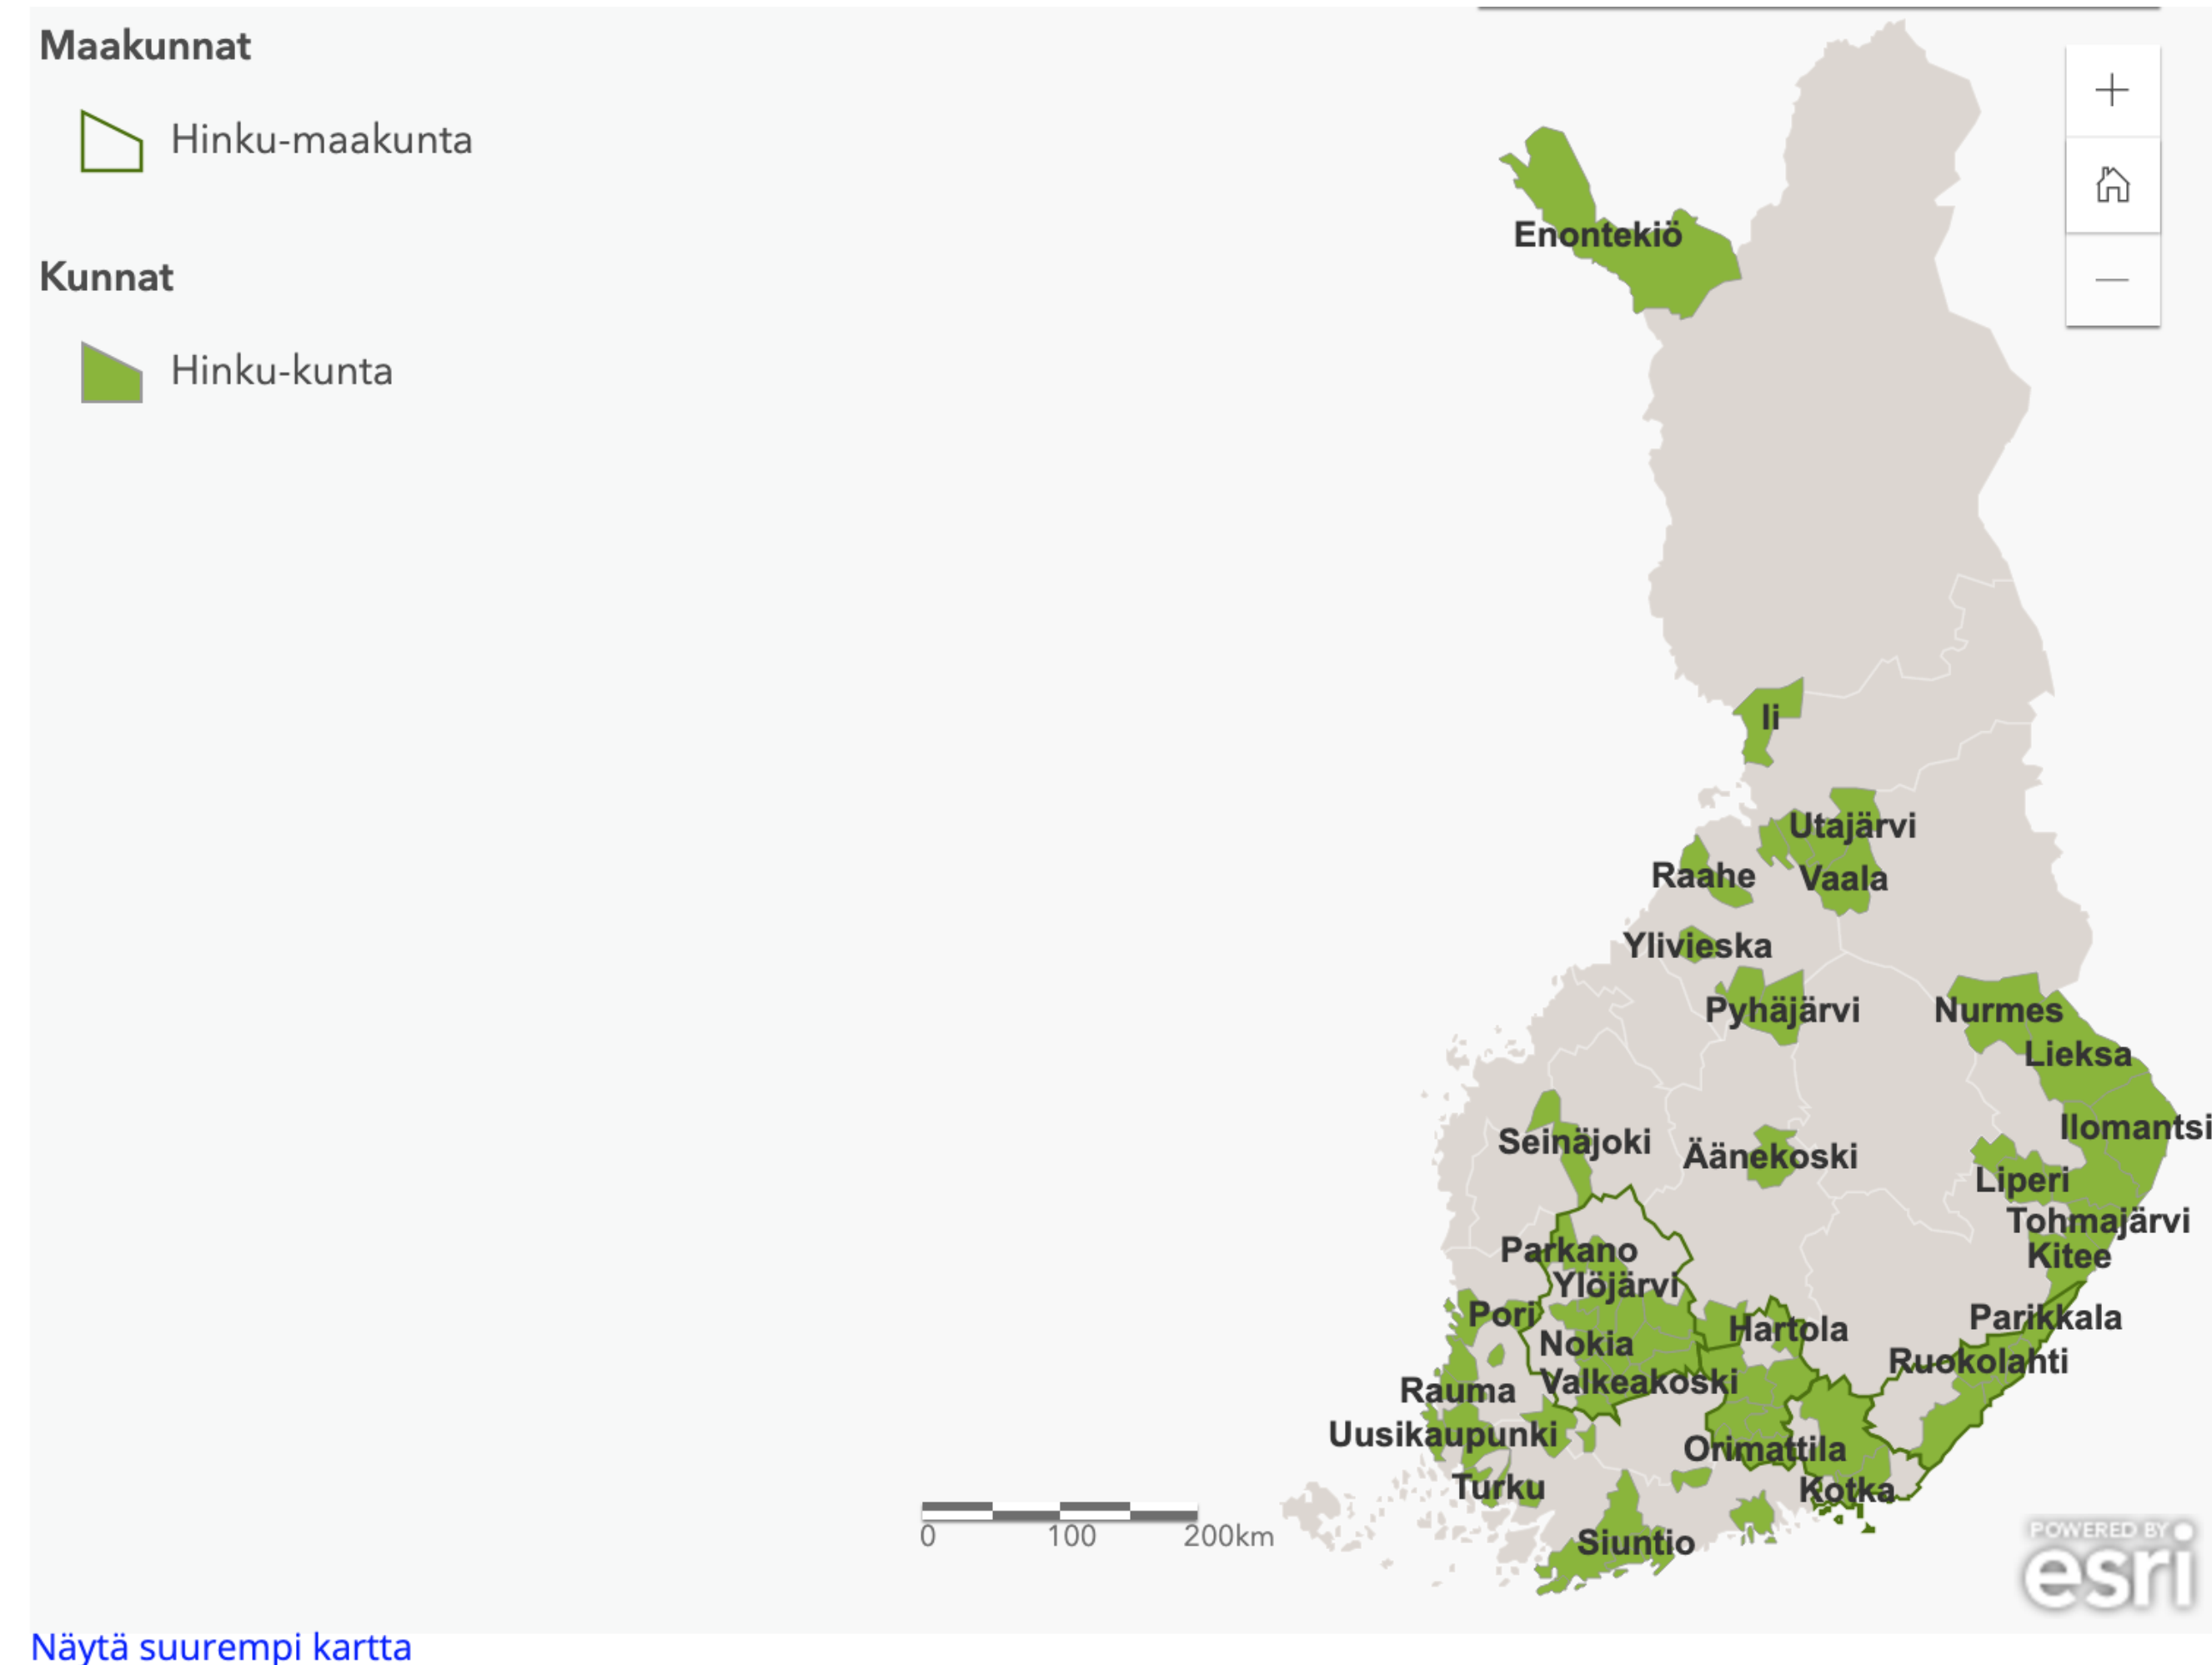 Maakunnat
Hinku-maakunta
Kunnat
Hinku-kunta
Enontekiö
Ii
Utajärvi
Raahe
Vaala
Ylivieska
Pyhäjärvi
Nurmes
Lieksa
Ilomantsi
Seinäjoki
Äänekoski
Liperi
Tohmajärvi
Parkano
Kitee
Ylöjärvi
Pori
Parikkala
Hartola
Nokia
Ruokolahti
Valkeakoski
Rauma
Uusikaupunki
Orimattila
Turku
Kotka
Siuntio
0 100 200km
POWERED BY
esri
Näytä suurempi kartta